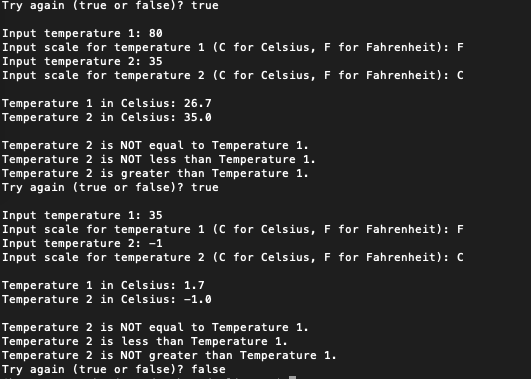 Try again (true or false)? true
Input temperature 1: 80
Input scale for temperature 1 (C for Celsius, F for Fahrenheit): F
Input temperature 2: 35
Input scale for temperature 2 (C for Celsius, F for Fahrenheit): C
Temperature 1 in Celsius: 26.7
Temperature 2 in Celsius: 35.0
Temperature 2 is NOT equal to Temperature 1.
Temperature 2 is NOT less than Temperature 1.
Temperature 2 is greater than Temperature 1.
Try again (true or false)? true
Input temperature 1: 35
Input scale for temperature 1 (C for Celsius, F for Fahrenheit): F
Input temperature 2: -1
Input scale for temperature 2 (C for Celsius, F for Fahrenheit): C
Temperature 1 in Celsius: 1.7
Temperature 2 in Celsius: -1.0
Temperature 2 is NOT equal to Temperature 1.
Temperature 2 is less than Temperature 1.
Temperature 2 is NOT greater than Temperature 1.
Try again (true or false)? false